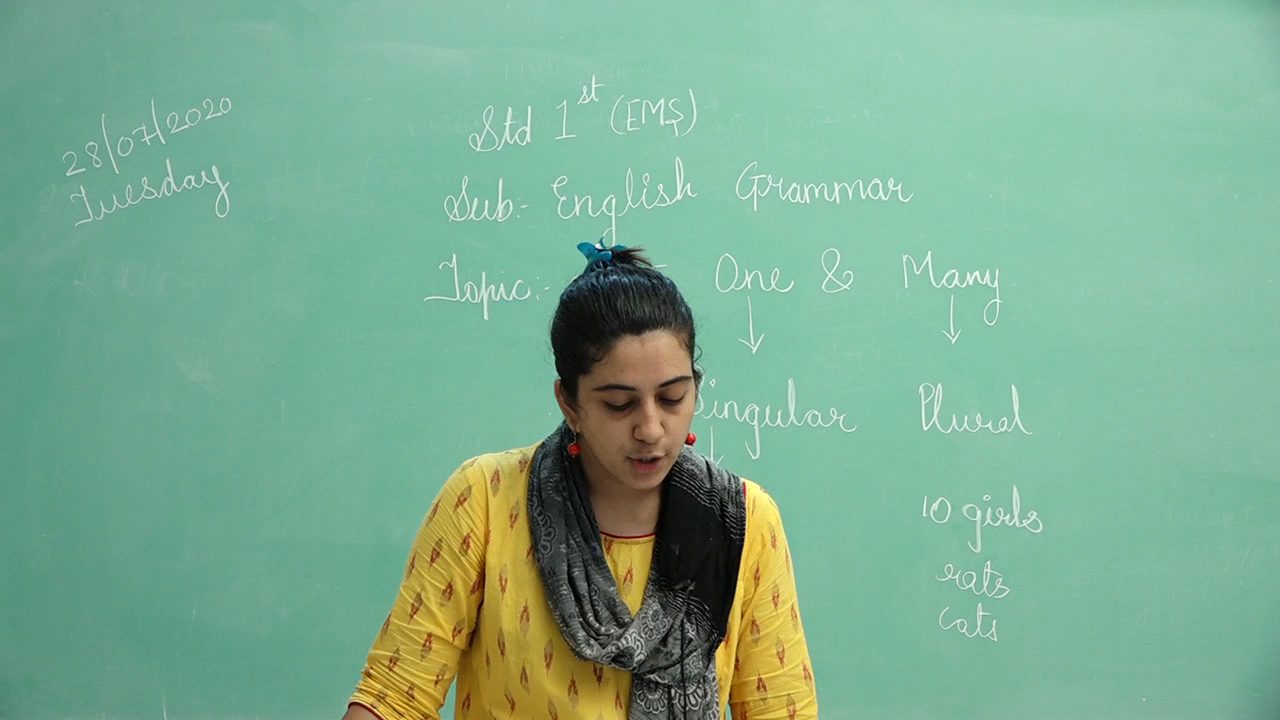 28/07/2020
Tuesday
Std 1st (EMS)
Sub:- English Grammar
Topic:- One & Many
Singular Plural
10 girls
rats
cats